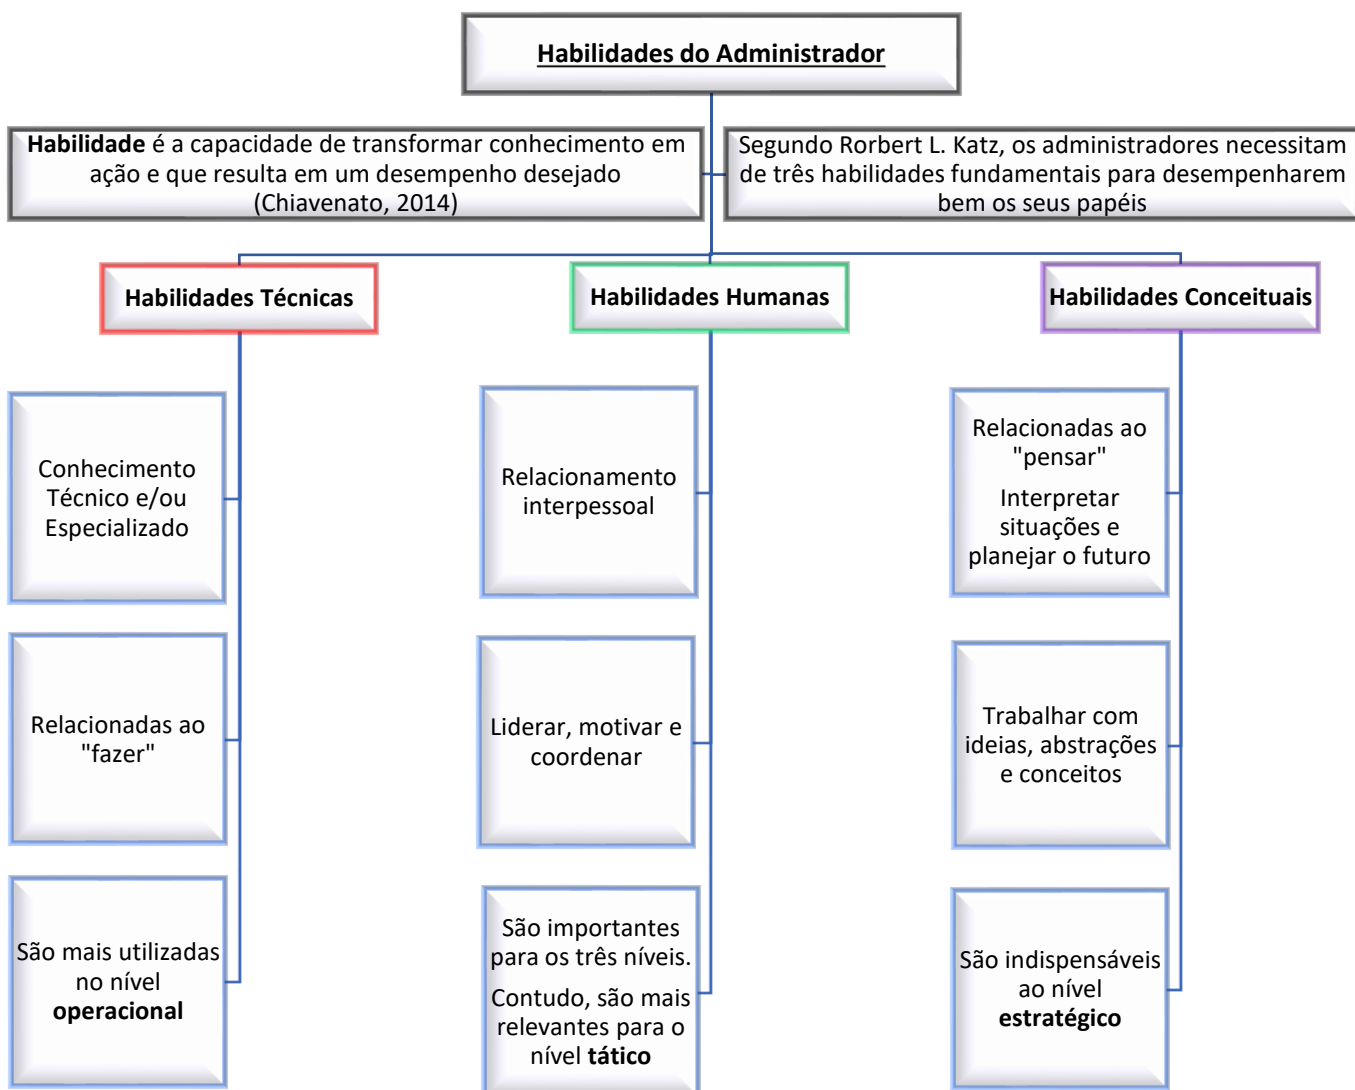 Habilidades do Administrador
Habilidade é a capacidade de transformar conhecimento em
ação e que resulta em um desempenho desejado
(Chiavenato, 2014)
Segundo Rorbert L. Katz, os administradores necessitam
de três habilidades fundamentais para desempenharem
bem os seus papéis
Habilidades Técnicas
Conhecimento
Técnico e/ou
Especializado
Relacionadas ao
"fazer"
São mais utilizadas
no nível
operacional
Habilidades Humanas
Relacionamento
interpessoal
Liderar, motivar e
coordenar
São importantes
para os três níveis.
Contudo, são mais
relevantes para o
nível tático
Habilidades Conceituais
Relacionadas ao
"pensar"
Interpretar
situações e
planejar o futuro
Trabalhar com
ideias, abstrações
e conceitos
São indispensáveis
ao nível
estratégico